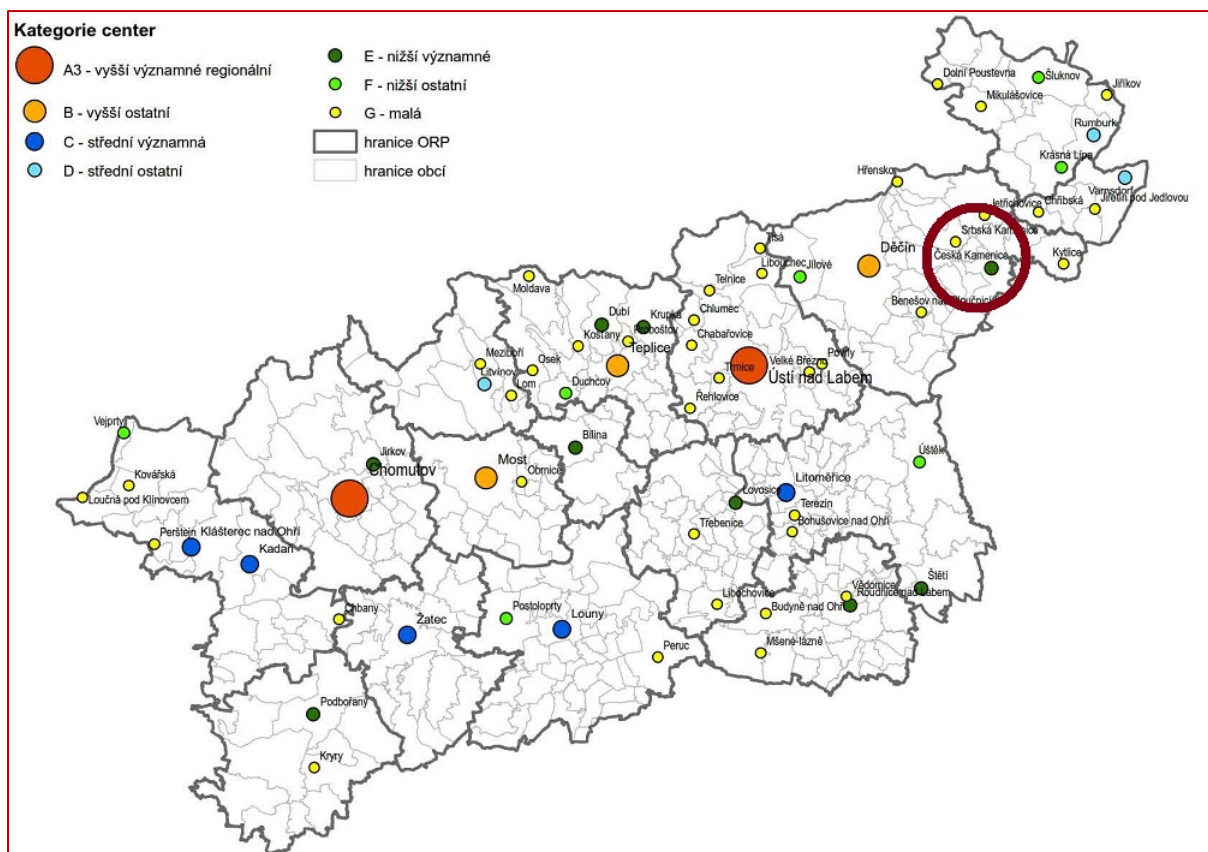 Kategorie center
A3 - vyšší významné regionální
B - vyšší ostatní
C - střední významná
D - střední ostatní
E - nižší významné
F - nižší ostatní
G - malá
hranice ORP
hranice obcí
Dolní Poustevna
Šluknov
Mikulášovice
Jiříkov
Rumburk
Krásná Lípa
Hřensko
Varnsdorf
Jetřichovice
Chřibská
Jiřetín pod Jedlovou
Srbská Kamenice
Tisá
Děčín
Česká Kamenice
Kytlice
Libouchec
Jílové
Moldava
Telnice
Benešov nad Ploučnicí
Dubí
Krupka
Chlumec
Košťany
Proboštov
Chabařovice
Teplice
Meziboří
Osek
Velké Březno
Povrly
Litvínov
Trmice
Ústí nad Labem
Lom
Duchcov
Řehlovice
Vejprty
Bílina
Jirkov
Most
Úštěk
Chomutov
Obrnice
Kovářská
Litoměřice
Loučná pod Klínovcem
Lovosice
Terezín
Třebenice
Bohušovice nad Ohří
Perštejn
Klášterec nad Ohří
Kadaň
Štětí
Vědomice
Roudnice nad Labem
Libochovice
Budyně nad Ohří
Chbany
Postoloprty
Louny
Žatec
Peruc
Mšené-lázně
Podbořany
Kryry